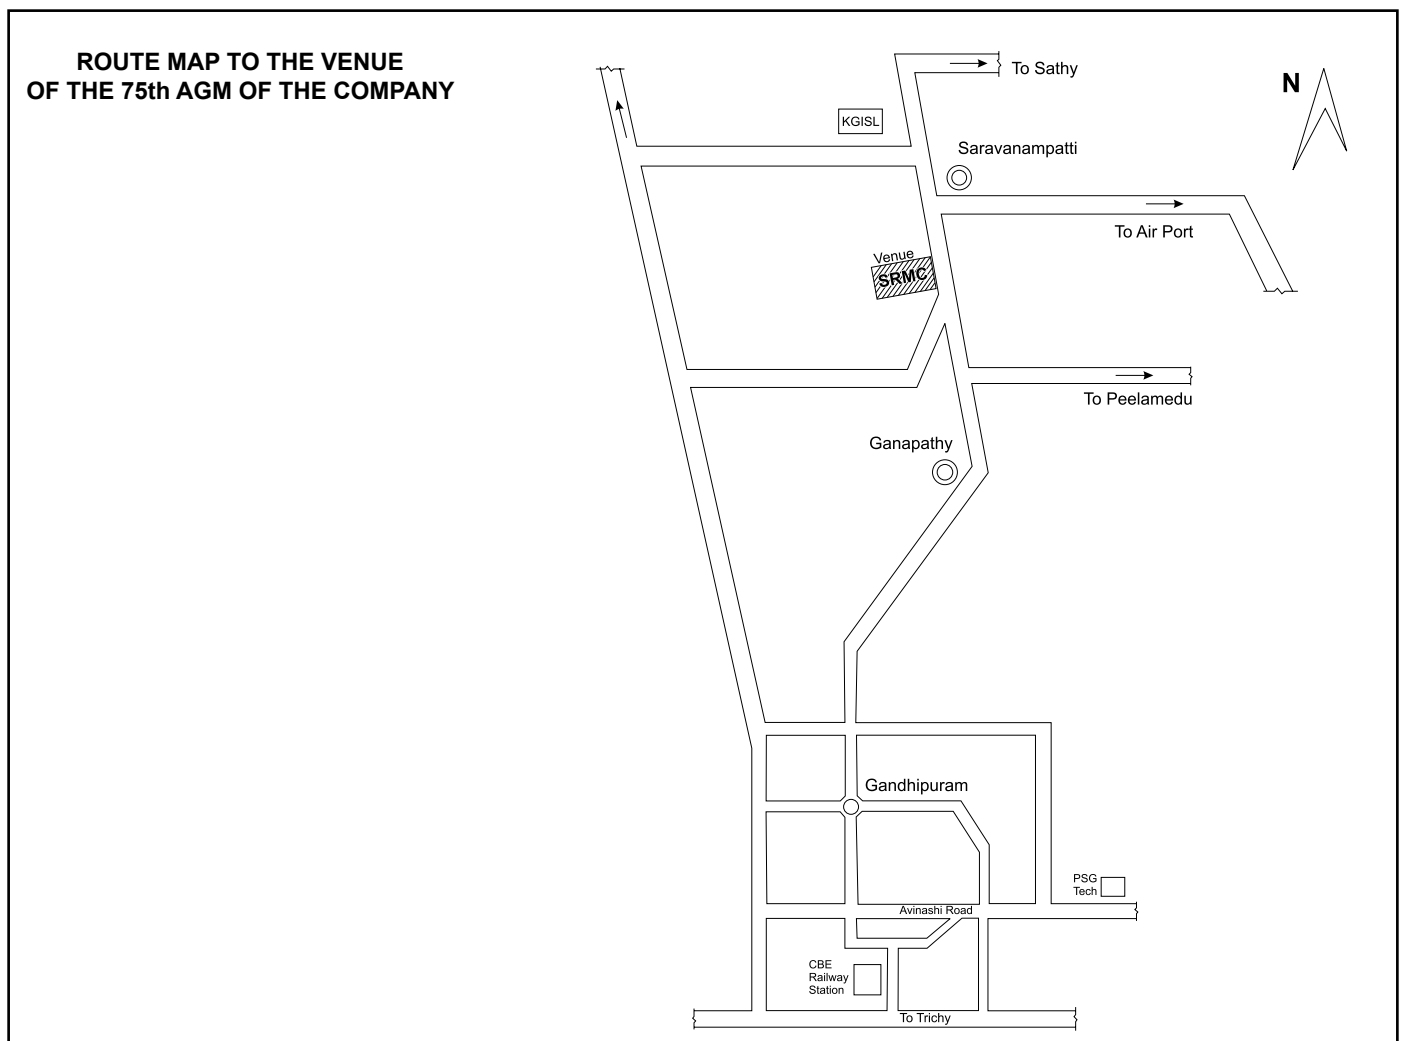 ROUTE MAP TO THE VENUE
OF THE 75th AGM OF THE COMPANY
To Sathy
N
KGISL
Saravanampatti
To Air Port
Venue
SRMC
To Peelamedu
Ganapathy
Gandhipuram
PSG
Tech
Avinashi Road
CBE
Railway
Station
To Trichy